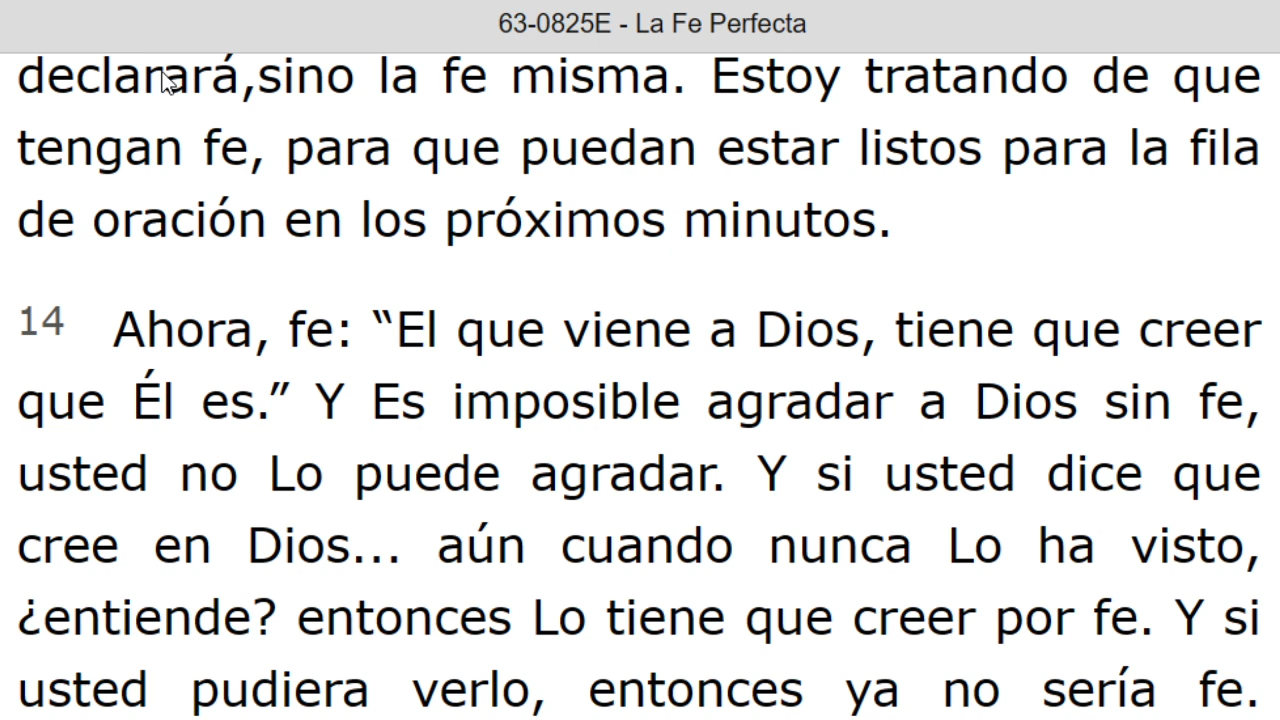 63-0825E - La Fe Perfecta
declarará,sino la fe misma. Estoy tratando de que
tengan fe, para que puedan estar listos para la fila
de oración en los próximos minutos.
14 Ahora, fe: “El que viene a Dios, tiene que creer
que Él es.” Y Es imposible agradar a Dios sin fe,
usted no Lo puede agradar. Y si usted dice que
cree en Dios… aún cuando nunca Lo ha visto,
¿entiende? entonces Lo tiene que creer por fe. Y si
usted pudiera verlo, entonces ya no sería fe.